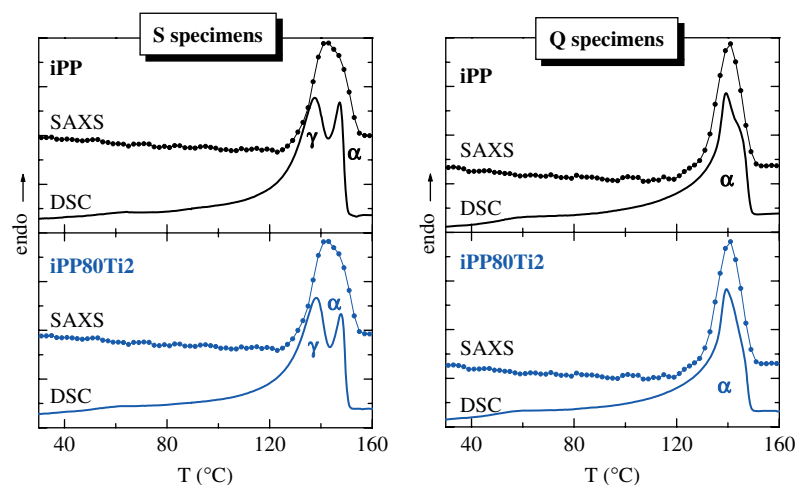 S specimens
iPP
SAXS
γ
α
DSC
endo
iPP80Ti2
SAXS
α
γ
DSC
40 80 120 160
T (°C)
Q specimens
iPP
SAXS
α
DSC
endo
iPP80Ti2
SAXS
α
DSC
40 80 120 160
T (°C)